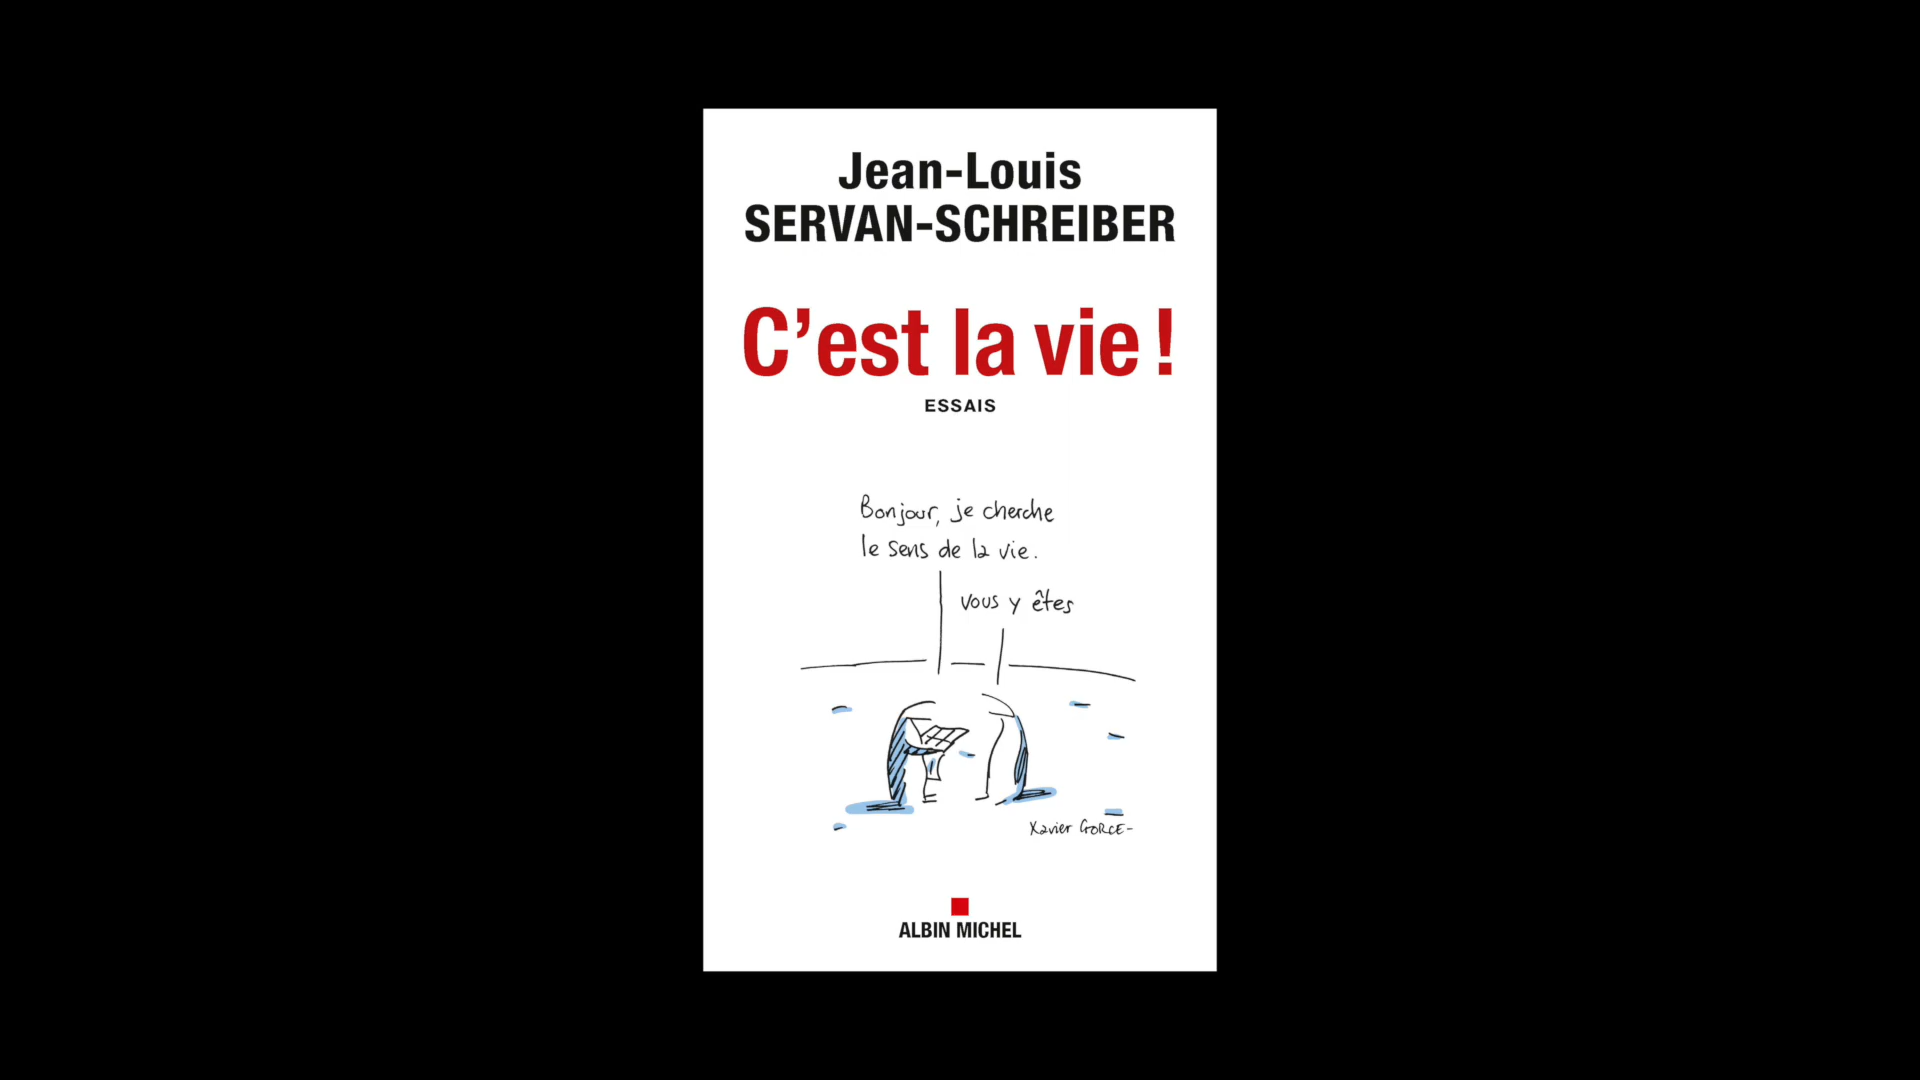 Jean-Louis
SERVAN-SCHREIBER
C’est la vie !
ESSAIS
Bonjour, je cherche
le sens de la vie.
Vous y êtes
Xavier GORCE-
ALBIN MICHEL